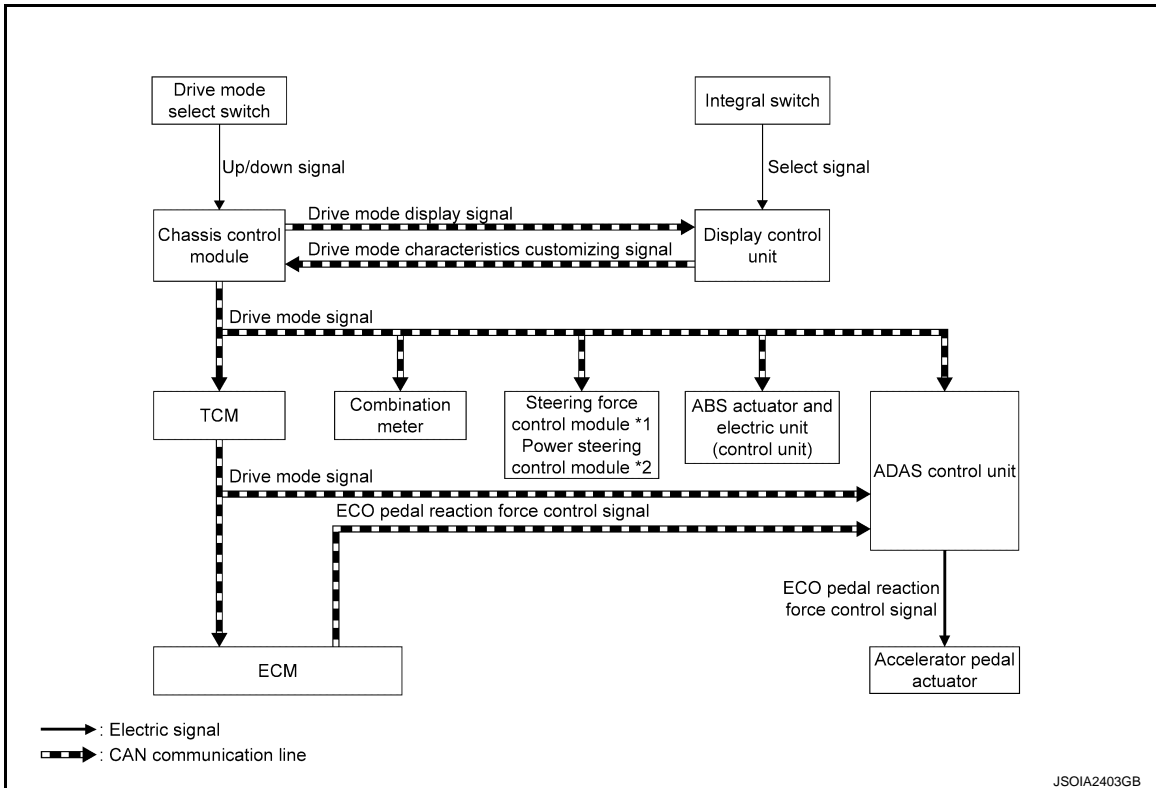 Drive mode
select switch
Integral switch
Up/down signal
Select signal
Chassis control
module
Drive mode display signal
Drive mode characteristics customizing signal
Display control
unit
Drive mode signal
TCM
Combination
meter
Steering force
control module *1
Power steering
control module *2
ABS actuator and
electric unit
(control unit)
ADAS control unit
Drive mode signal
ECO pedal reaction force control signal
ECO pedal reaction
force control signal
ECM
Accelerator pedal
actuator
: Electric signal
: CAN communication line
JSOIA2403GB